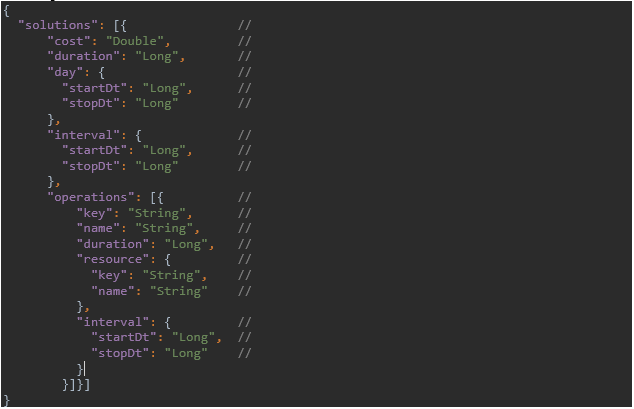 {
  "solutions": [{               //
      "cost": "Double",         //
      "duration": "Long",       //
      "day": {                  //
        "startDt": "Long",      //
        "stopDt": "Long"        //
      },
      "interval": {             //
        "startDt": "Long",      //
        "stopDt": "Long"        //
      },
      "operations": [{          //
          "key": "String",      //
          "name": "String",     //
          "duration": "Long",   //
          "resource": {         //
            "key": "String",    //
            "name": "String"    //
          },
          "interval": {         //
            "startDt": "Long",  //
            "stopDt": "Long"    //
          }
        }]}]
}